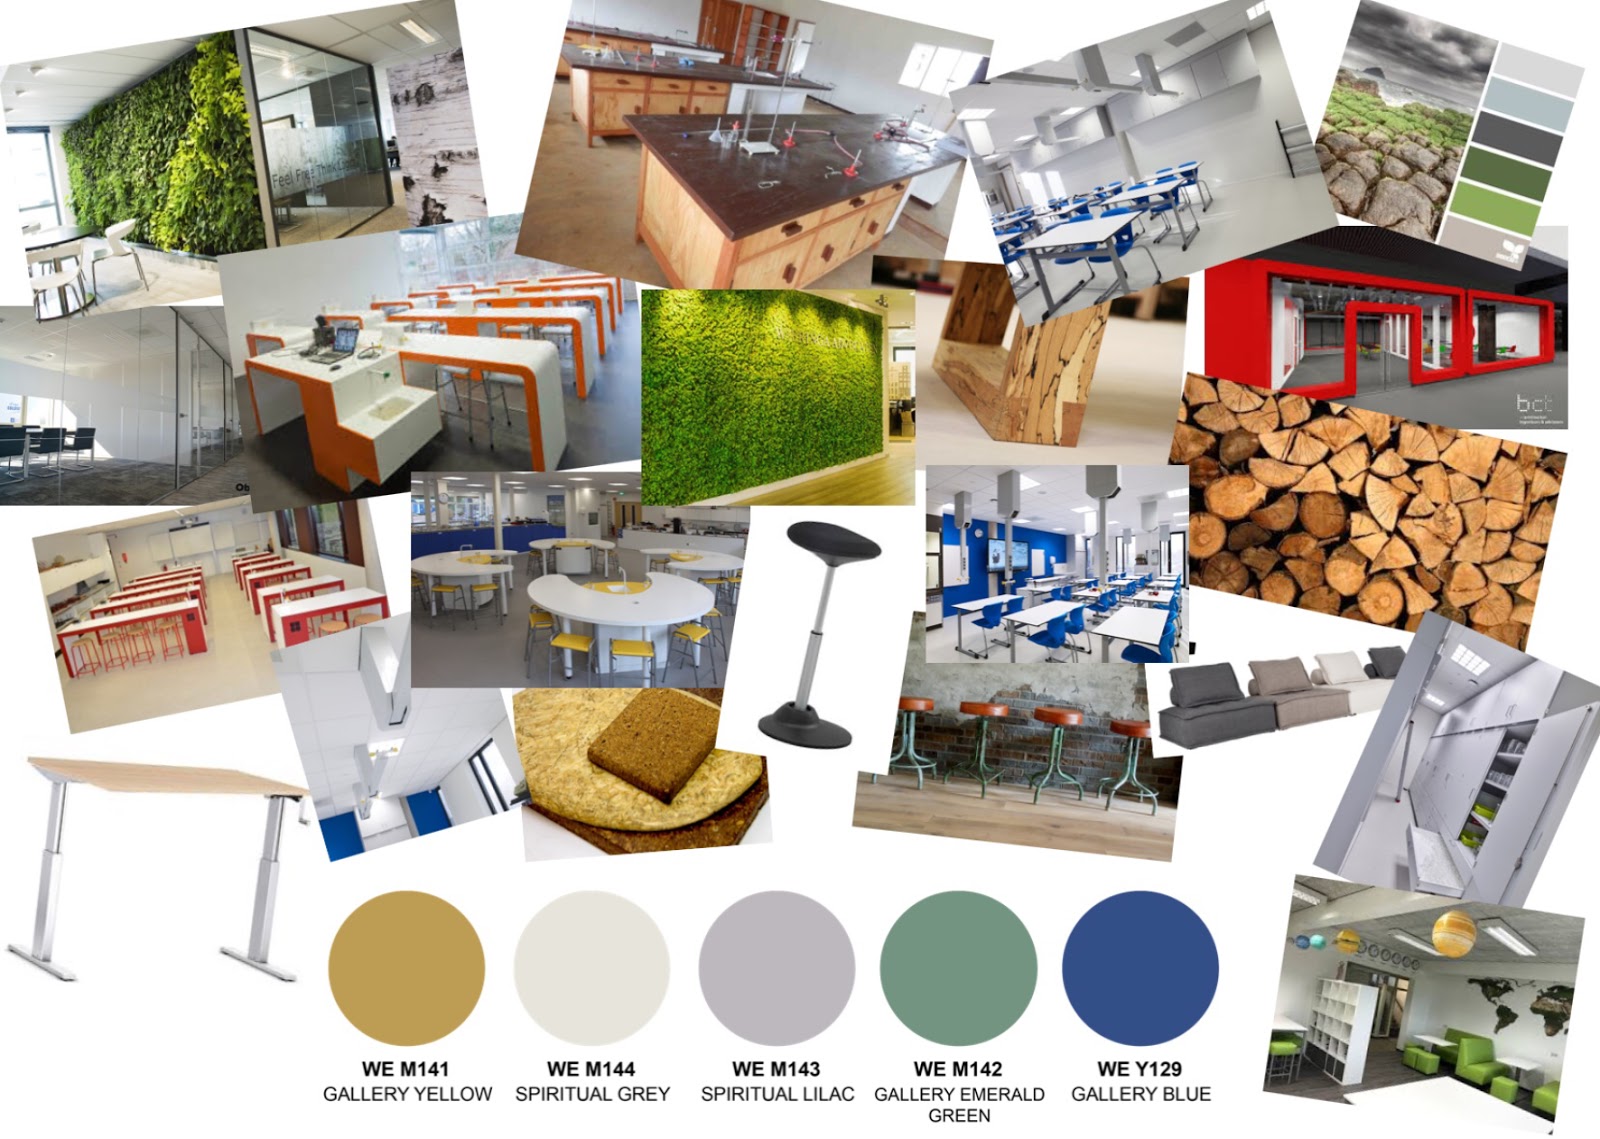 Feel Free Think
bct
WE M141
GALLERY YELLOW
WE M144
SPIRITUAL GREY
WE M143
SPIRITUAL LILAC
WE M142
GALLERY EMERALD
GREEN
WE Y129
GALLERY BLUE